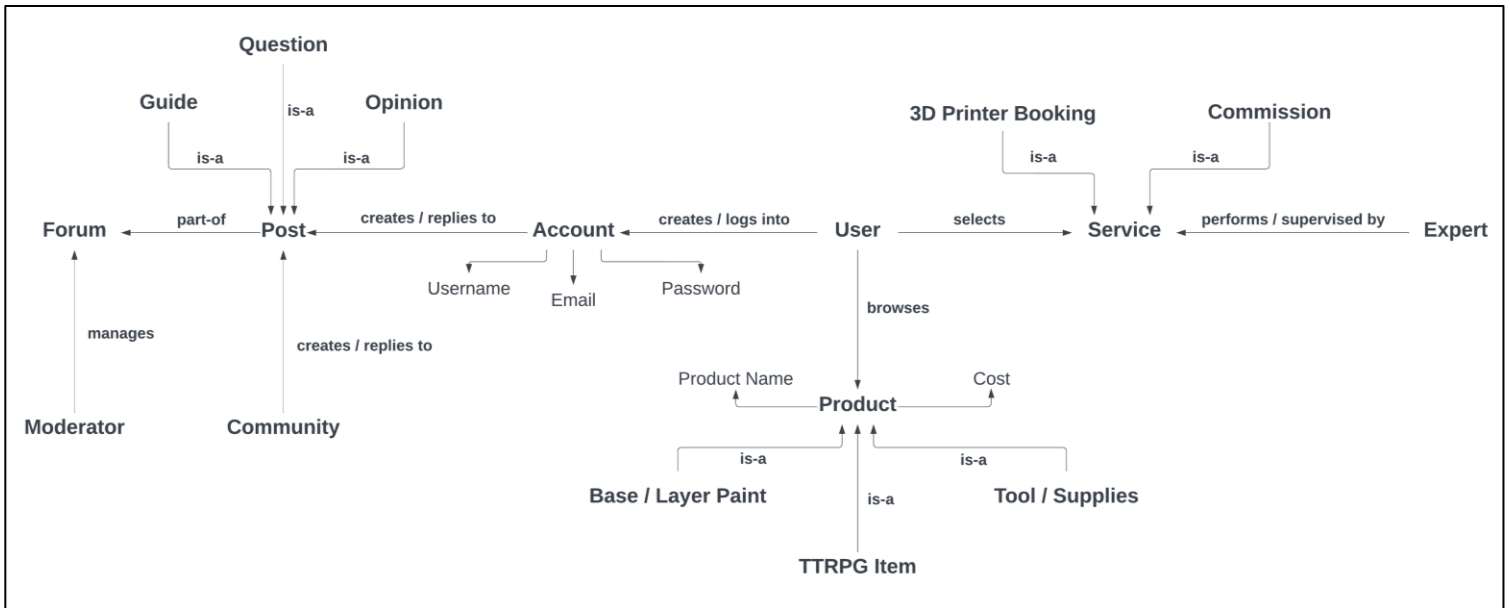 Question
Guide
Opinion
is-a
is-a
is-a
3D Printer Booking
Commission
is-a
is-a
Forum
part-of
Post
creates / replies to
Account
creates / logs into
User
selects
Service
performs / supervised by
Expert
Username
Email
Password
manages
creates / replies to
browses
Moderator
Community
Product Name
Cost
Product
is-a
is-a
Base / Layer Paint
is-a
Tool / Supplies
TTRPG Item